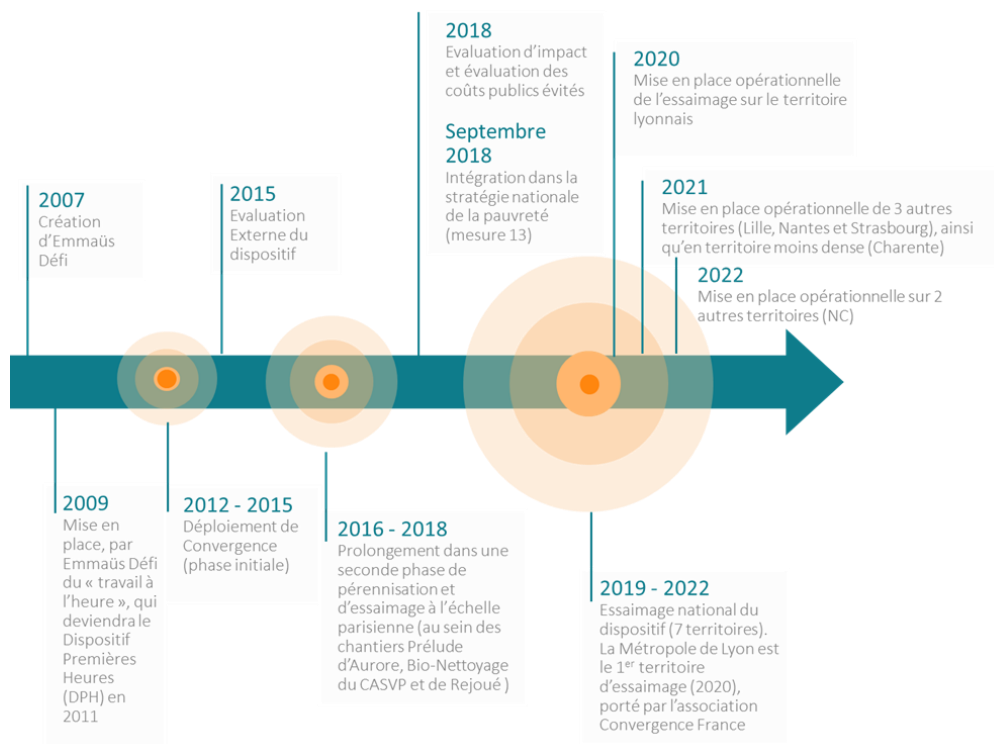 2007
Création
d’Emmaüs
Défi
2015
Evaluation
Externe du
dispositif
2018
Evaluation d’impact
et évaluation des
coûts publics évités
Septembre
2018
Intégration dans la
stratégie nationale
de la pauvreté
(mesure 13)
2020
Mise en place opérationnelle
de l’essaimage sur le territoire
lyonnais
2021
Mise en place opérationnelle de 3 autres
territoires (Lille, Nantes et Strasbourg), ainsi
qu’en territoire moins dense (Charente)
2022
Mise en place opérationnelle sur 2
autres territoires (NC)
2009
Mise en
place, par
Emmaüs Défi
du « travail à
l’heure », qui
deviendra le
Dispositif
Premières
Heures
(DPH) en
2011
2012 - 2015
Déploiement de
Convergence
(phase initiale)
2016 - 2018
Prolongement dans une
seconde phase de
pérennisation et
d’essaimage à l’échelle
parisienne (au sein des
chantiers Prélude
d’Aurore, Bio-Nettoyage
du CASVP et de Rejoué )
2019 - 2022
Essaimage national du
dispositif (7 territoires).
La Métropole de Lyon est
le 1er territoire
d’essaimage (2020),
porté par l’association
Convergence France